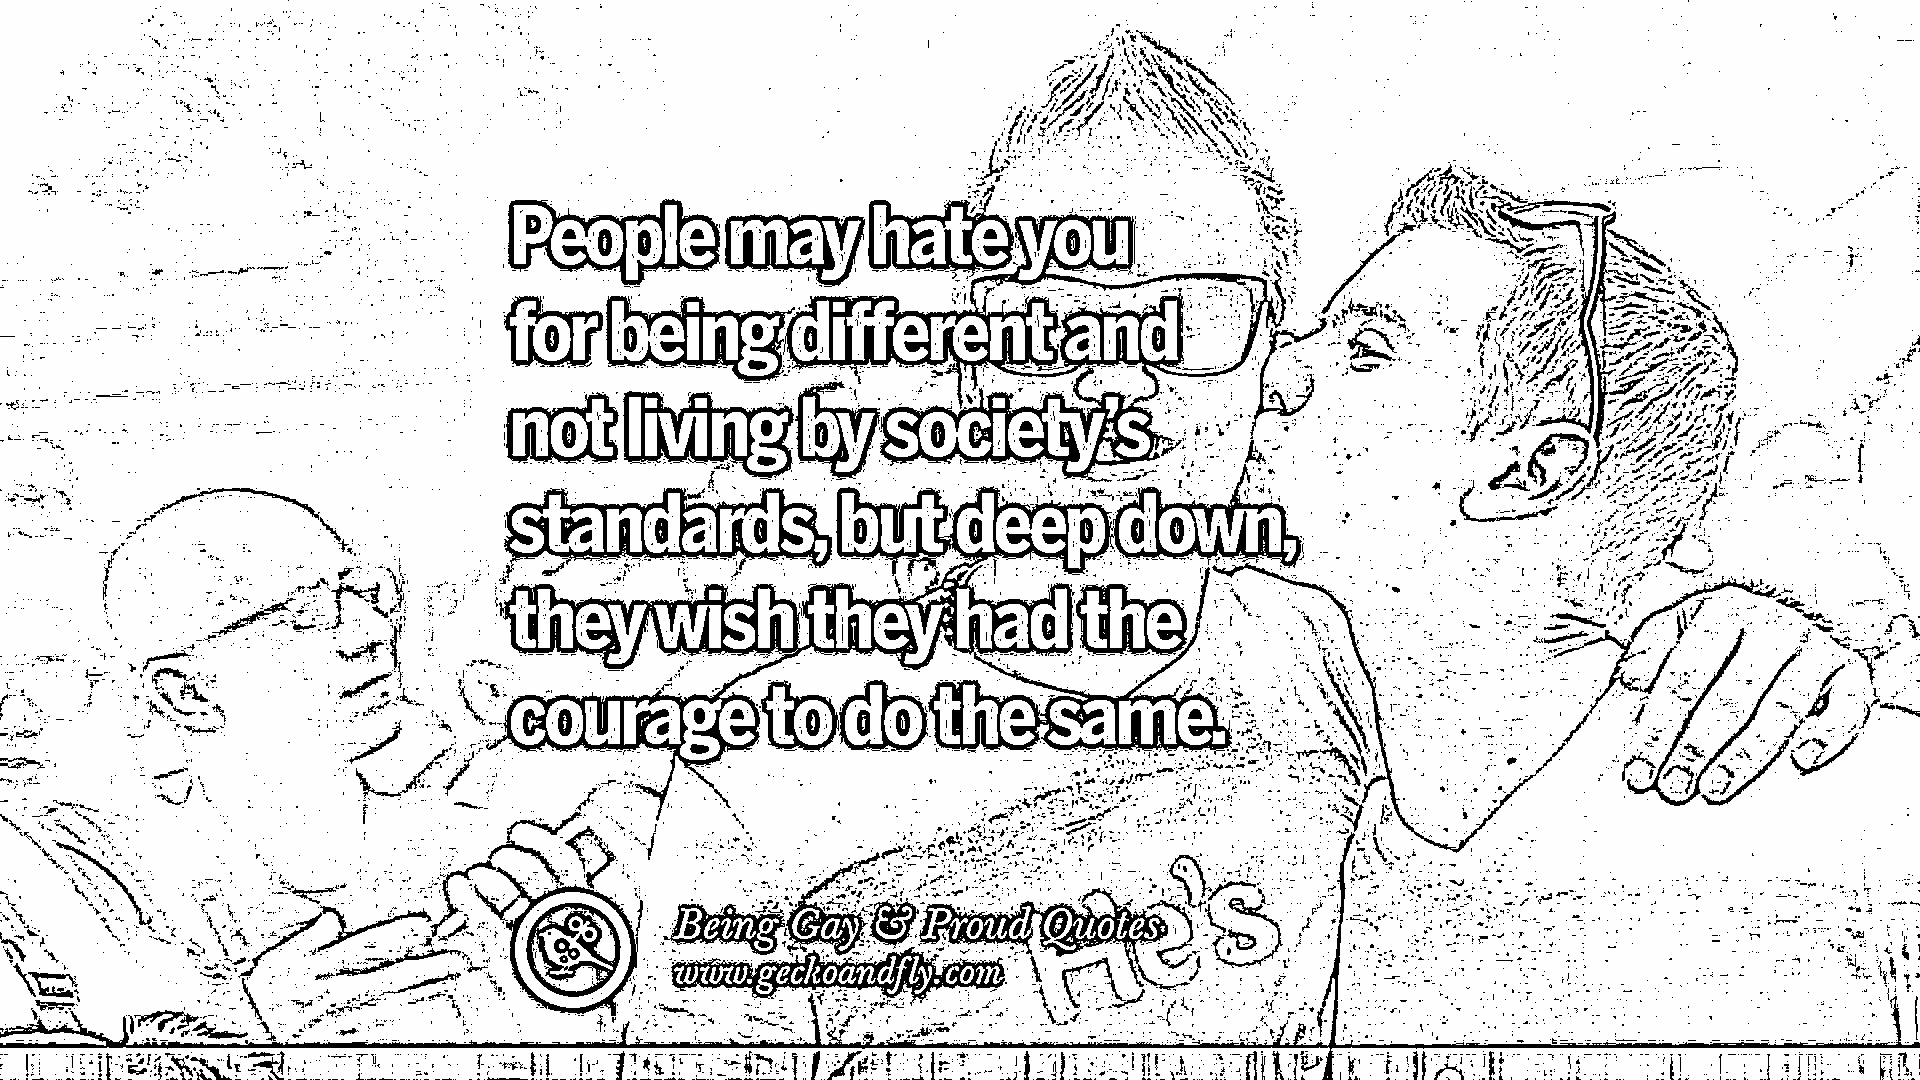 People may hate you
for being different and
not living by society's
standards, but deep down,
they wish they had the
courage to do the same.
He's
Being Gay & Proud Quotes
www.geckoandfly.com